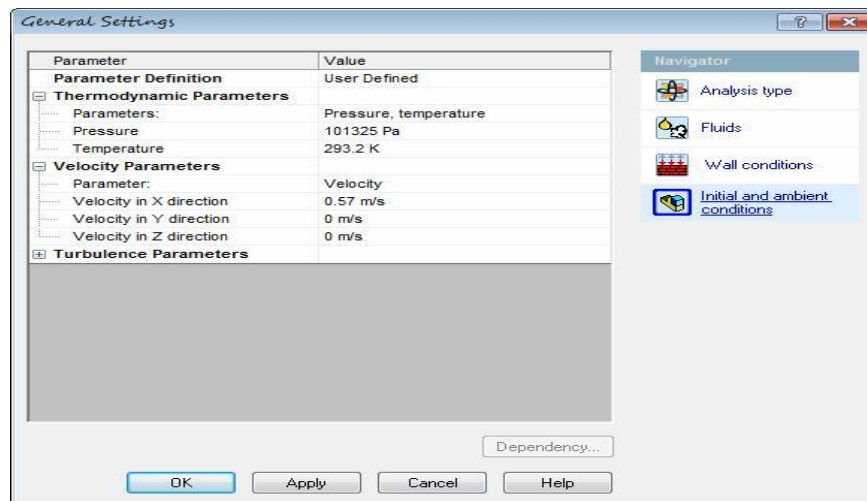 General Settings
Parameter Value
Parameter Definition User Defined
Thermodynamic Parameters
Parameters: Pressure, temperature
Pressure 101325 Pa
Temperature 293.2 K
Velocity Parameters
Parameter: Velocity
Velocity in X direction 0.57 m/s
Velocity in Y direction 0 m/s
Velocity in Z direction 0 m/s
Turbulence Parameters
Navigator
Analysis type
Fluids
Wall conditions
Initial and ambient
conditions
Dependency...
OK Apply Cancel Help